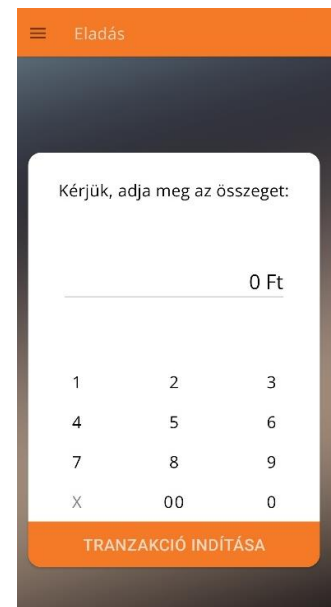 Eladás
Kérjük, adja meg az összeget:
0 Ft
1 2 3
4 5 6
7 8 9
X 00 0
TRANZAKCIÓ INDÍTÁSA